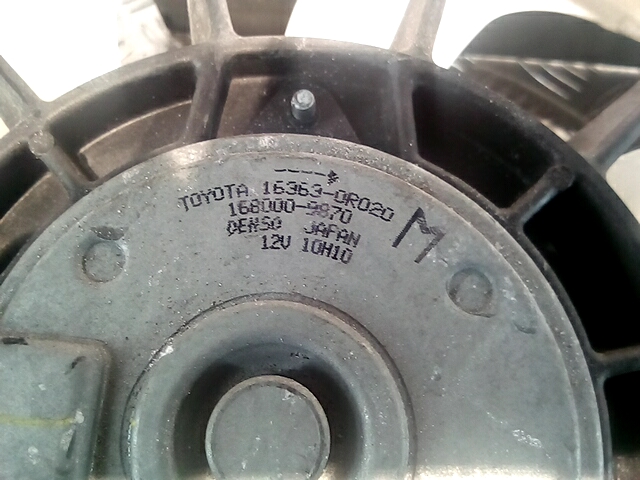 TOYOTA 16363-0R020
168000-9870
DENSO JAPAN
12V 10H10
M